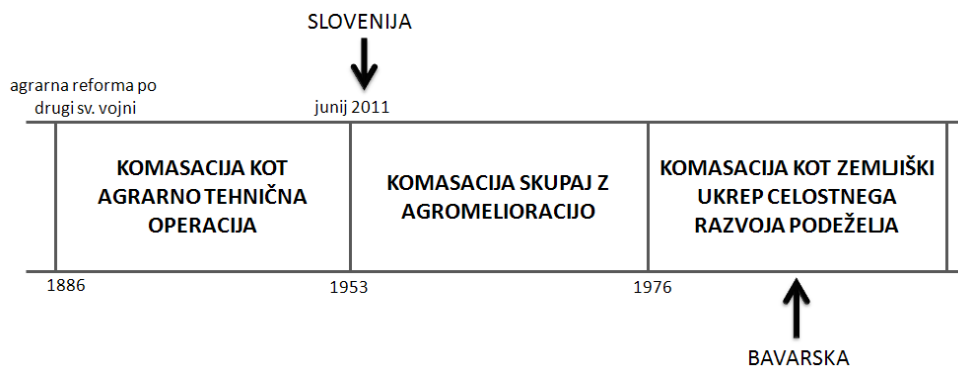 SLOVENIJA
agrarna reforma po
drugi sv. vojni
junij 2011
KOMASACIJA KOT
AGRARNO TEHNIČNA
OPERACIJA
KOMASACIJA SKUPAJ Z
AGROMELIORACIJO
KOMASACIJA KOT ZEMLJIŠKI
UKREP CELOSTNEGA
RAZVOJA PODEŽELJA
1886
1953
1976
BAVARSKA